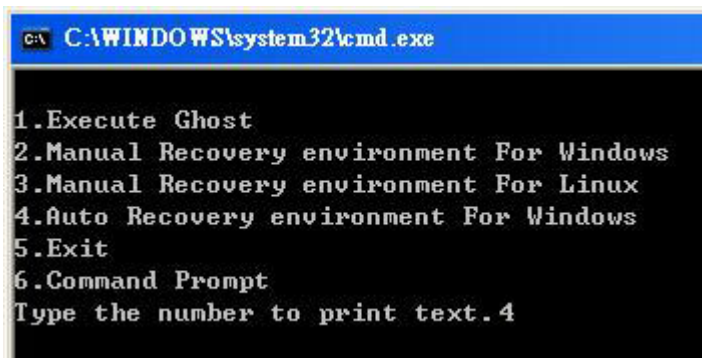 C:\WINDOWS\system32\cmd.exe
1.Execute Ghost
2.Manual Recovery environment For Windows
3.Manual Recovery environment For Linux
4.Auto Recovery environment For Windows
5.Exit
6.Command Prompt
Type the number to print text.4